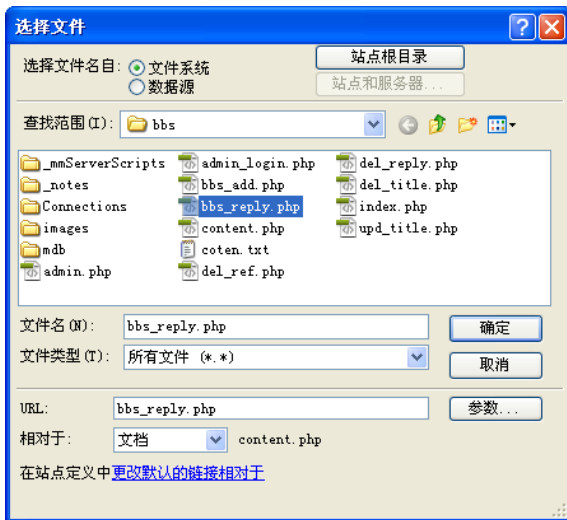 选择文件
选择文件名自: 文件系统 站点根目录
数据源 站点和服务器...
查找范围(I): bbs
_mmServerScripts admin_login.php del_reply.php
_notes bbs_add.php del_title.php
Connections bbs_reply.php index.php
images content.php upd_title.php
mdb coten.txt
admin.php del_ref.php
文件名(N): bbs_reply.php 确定
文件类型(T): 所有文件 (*.*) 取消
URL: bbs_reply.php 参数...
相对于: 文档 content.php
在站点定义中更改默认的链接相对于